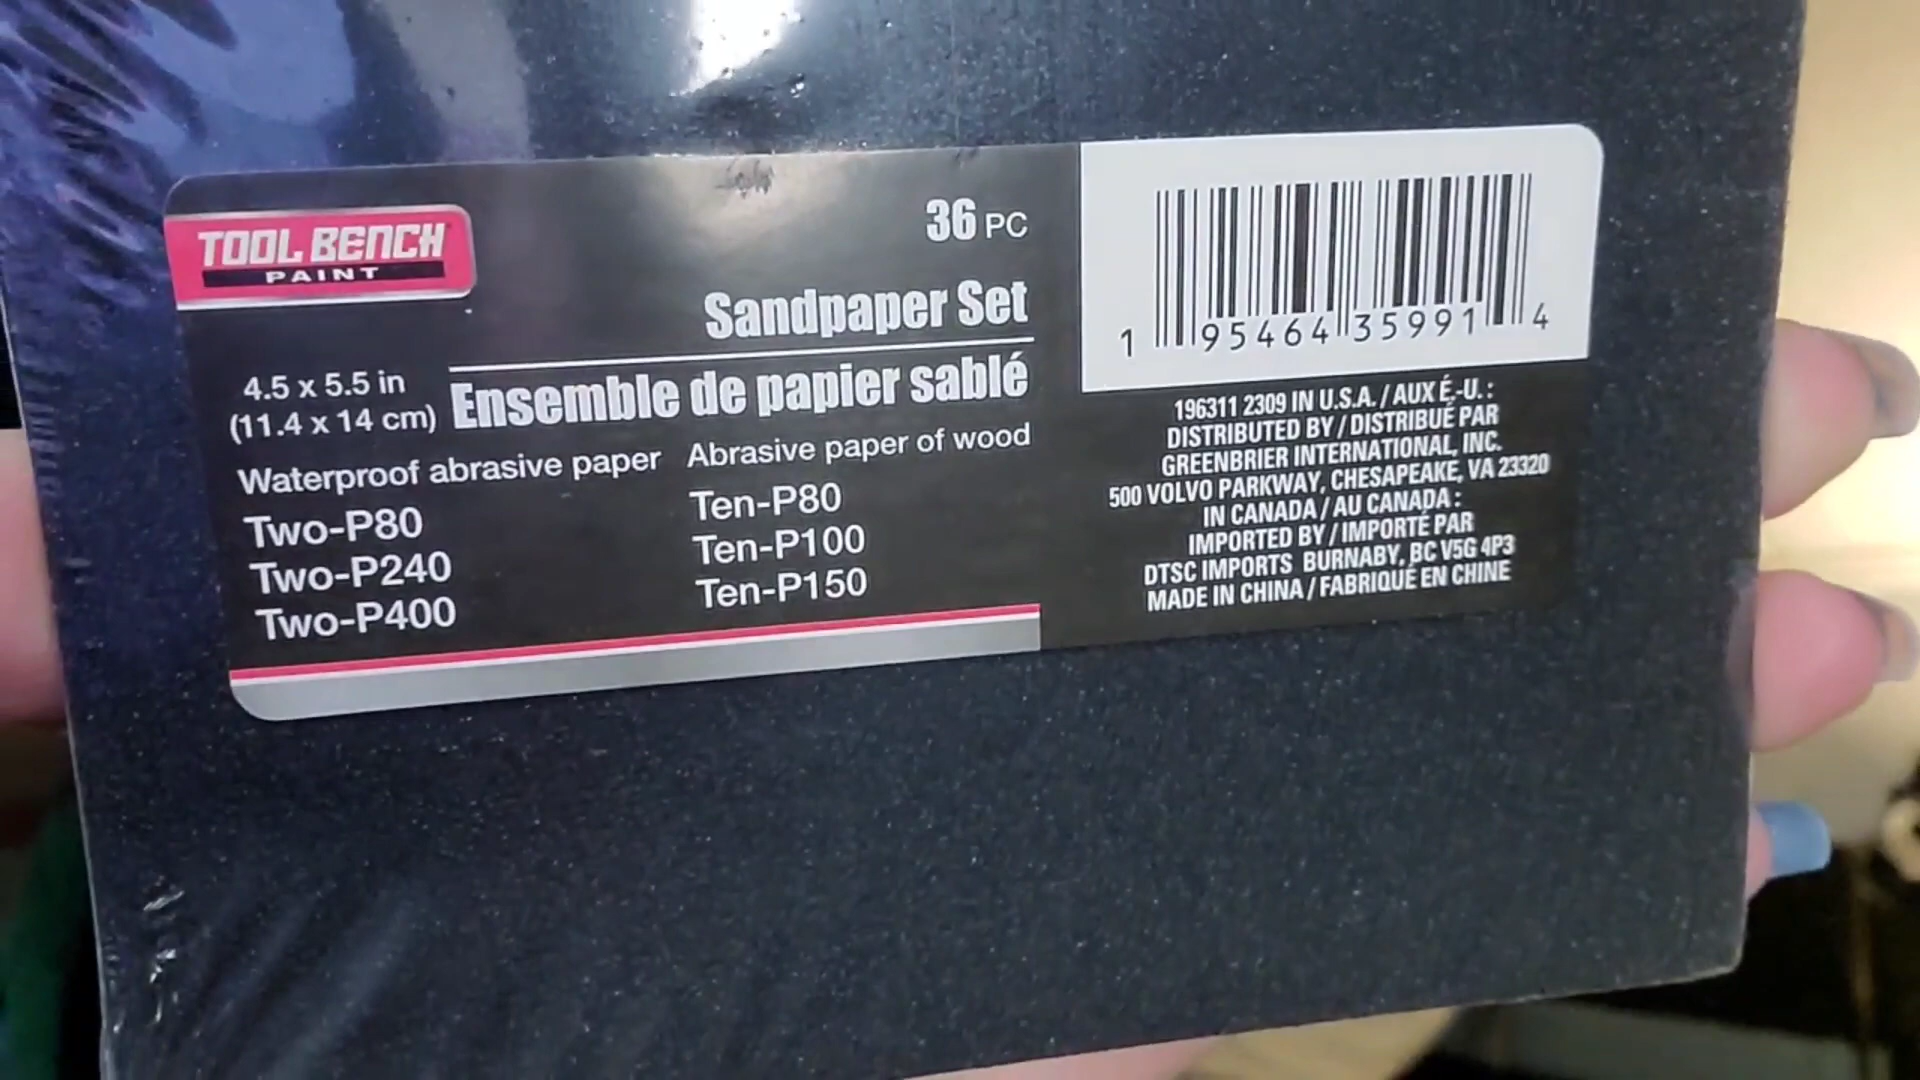 TOOL BENCH
PAINT
36 PC
Sandpaper Set
Ensemble de papier sablé
4.5 x 5.5 in
(11.4 x 14 cm)
Waterproof abrasive paper
Two-P80
Two-P240
Two-P400
Abrasive paper of wood
Ten-P80
Ten-P100
Ten-P150
1 95464 35991 4
196311 2309 IN U.S.A. / AUX É.-U. :
DISTRIBUTED BY / DISTRIBUÉ PAR
GREENBRIER INTERNATIONAL, INC.
500 VOLVO PARKWAY, CHESAPEAKE, VA 23320
IN CANADA / AU CANADA :
IMPORTED BY / IMPORTÉ PAR
DTSC IMPORTS BURNABY, BC V5G 4P3
MADE IN CHINA / FABRIQUÉ EN CHINE